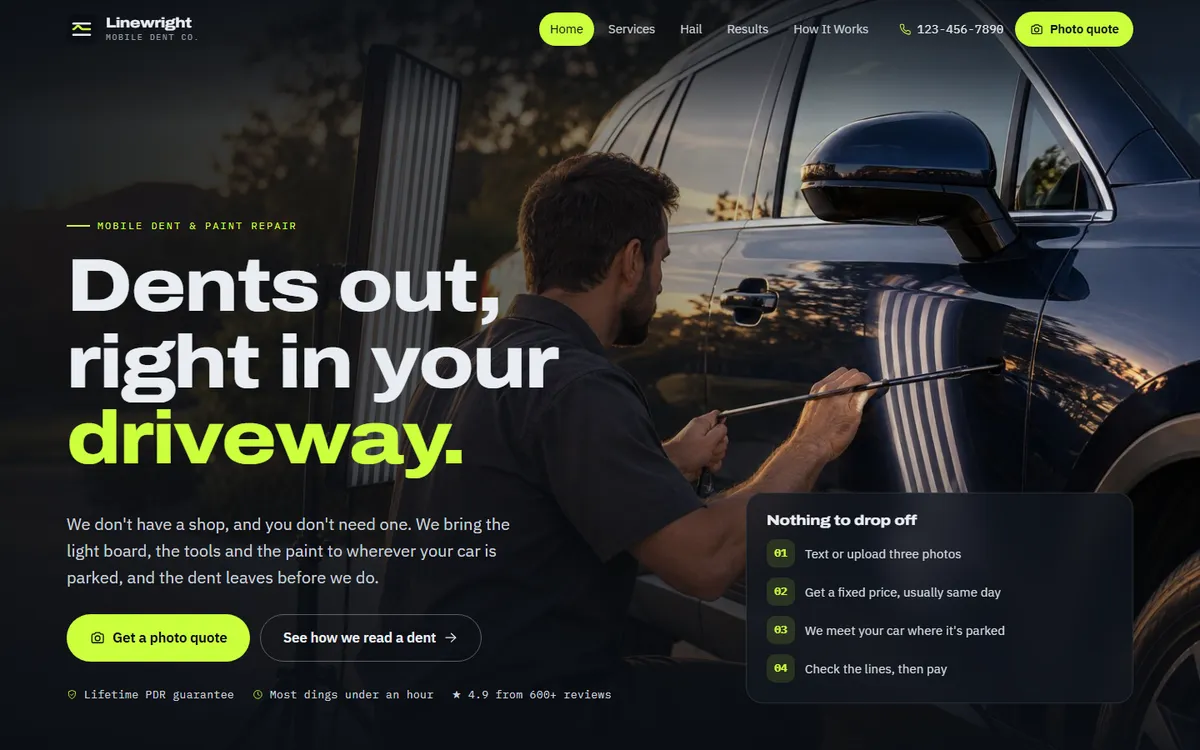 Linewright
MOBILE DENT CO.
Home
Services
Hail
Results
How It Works
123-456-7890
Photo quote
MOBILE DENT & PAINT REPAIR
Dents out,
right in your
driveway.
We don't have a shop, and you don't need one. We bring the
light board, the tools and the paint to wherever your car is
parked, and the dent leaves before we do.
Get a photo quote
See how we read a dent →
Lifetime PDR guarantee
Most dings under an hour
★ 4.9 from 600+ reviews
Nothing to drop off
01 Text or upload three photos
02 Get a fixed price, usually same day
03 We meet your car where it's parked
04 Check the lines, then pay